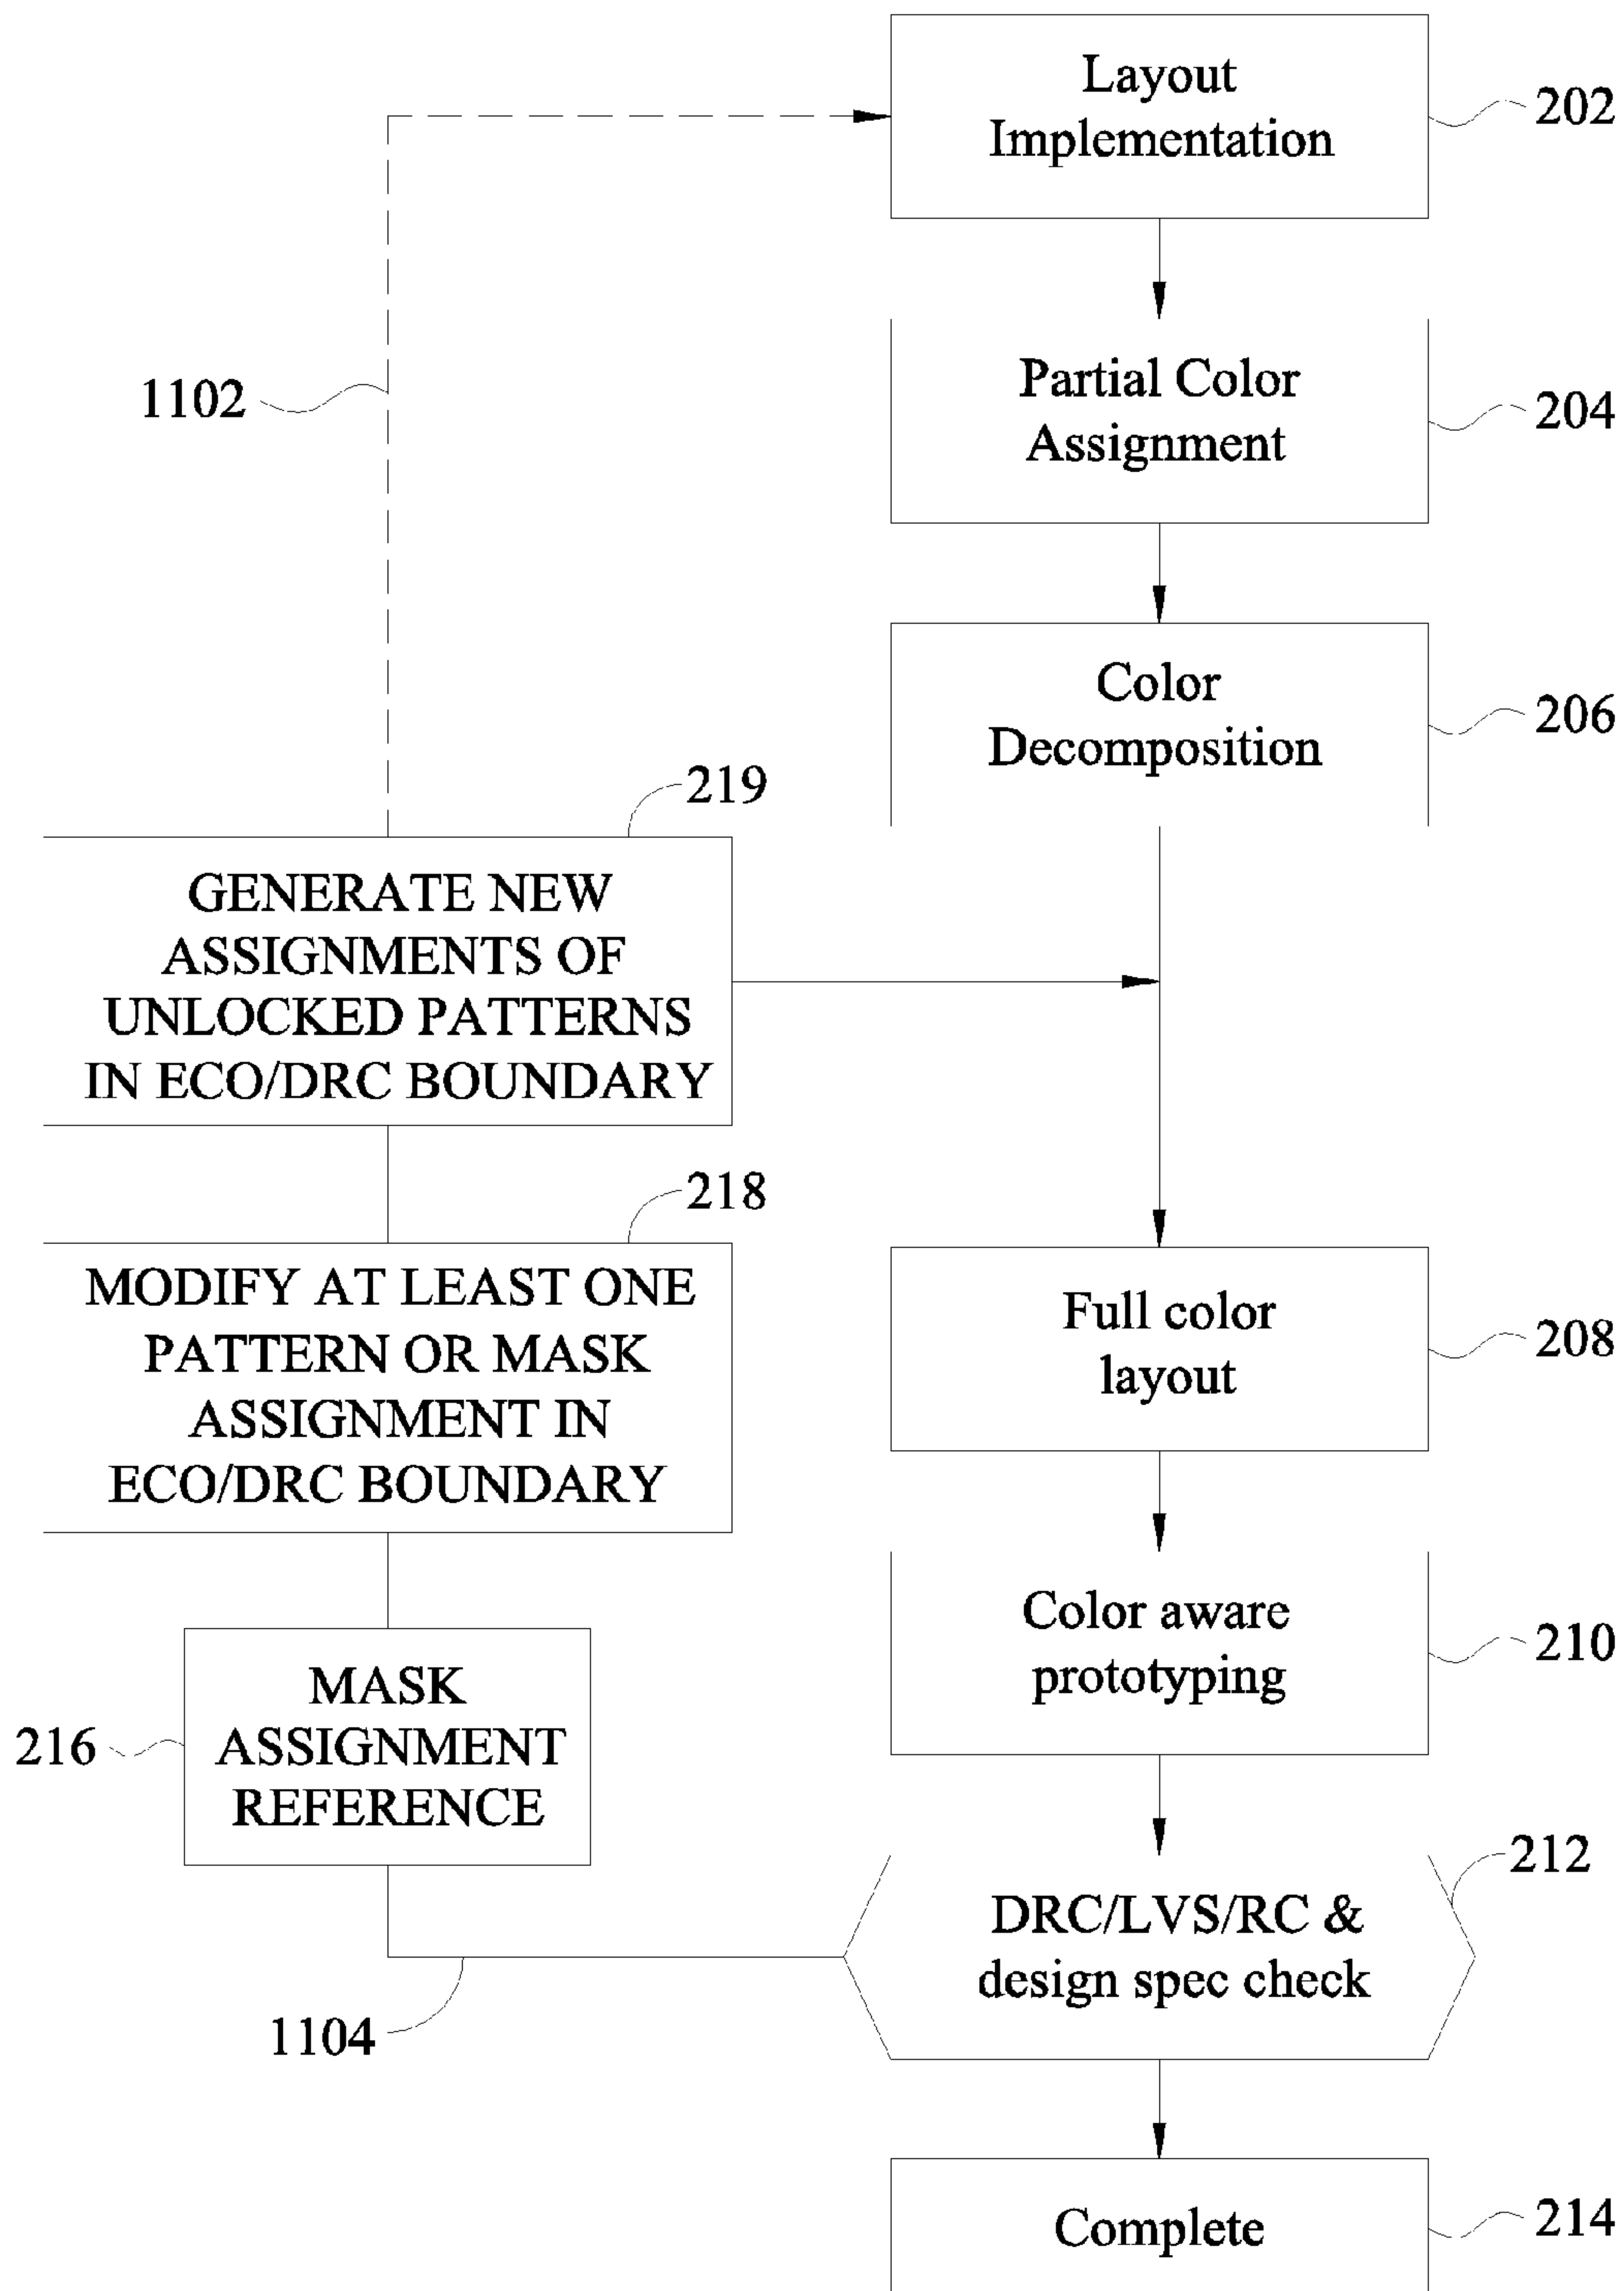 Layout
Implementation
202
Partial Color
Assignment
204
1102
Color
Decomposition
206
219
GENERATE NEW
ASSIGNMENTS OF
UNLOCKED PATTERNS
IN ECO/DRC BOUNDARY
218
MODIFY AT LEAST ONE
PATTERN OR MASK
ASSIGNMENT IN
ECO/DRC BOUNDARY
Full color
layout
208
Color aware
prototyping
210
MASK
ASSIGNMENT
REFERENCE
216
212
DRC/LVS/RC &
design spec check
1104
Complete
214